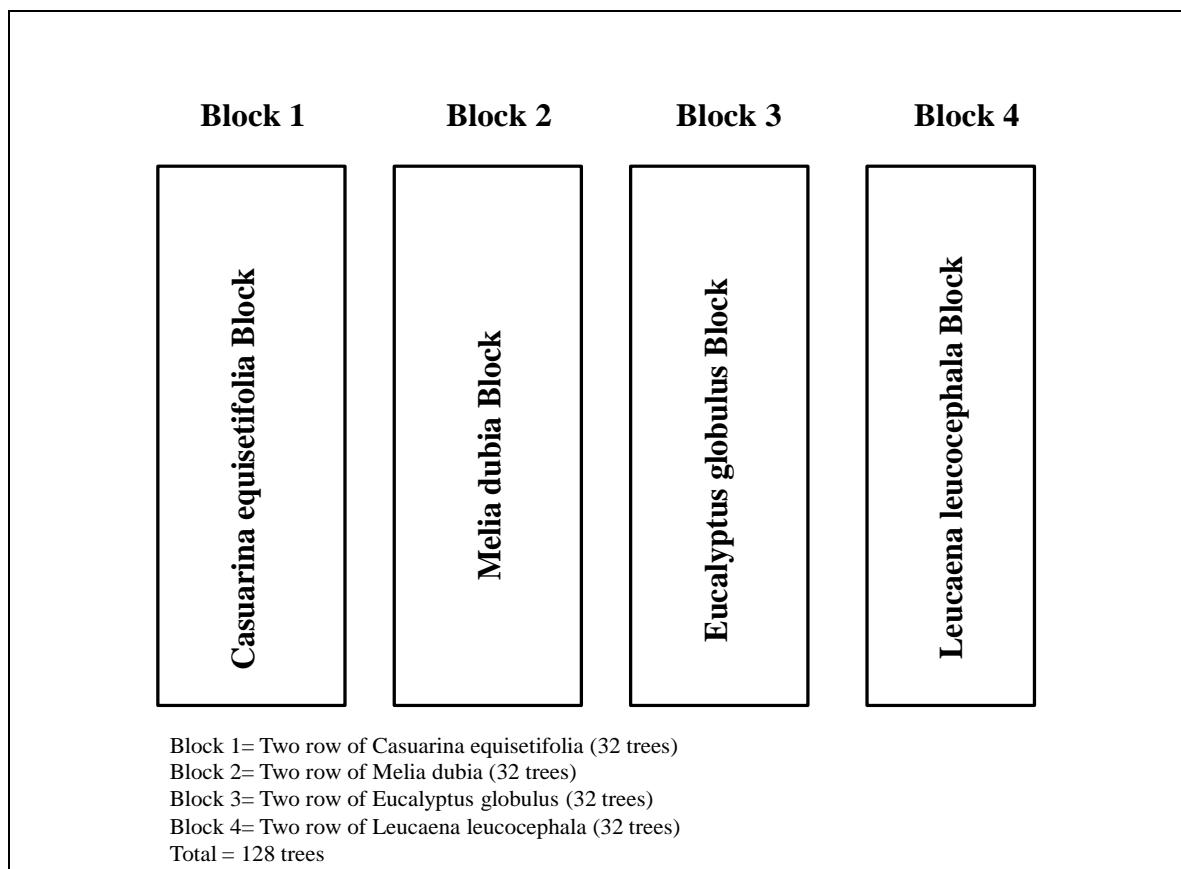 Block 1
Block 2
Block 3
Block 4
Casuarina equisetifolia Block
Melia dubia Block
Eucalyptus globulus Block
Leucaena leucocephala Block
Block 1= Two row of Casuarina equisetifolia (32 trees)
Block 2= Two row of Melia dubia (32 trees)
Block 3= Two row of Eucalyptus globulus (32 trees)
Block 4= Two row of Leucaena leucocephala (32 trees)
Total = 128 trees